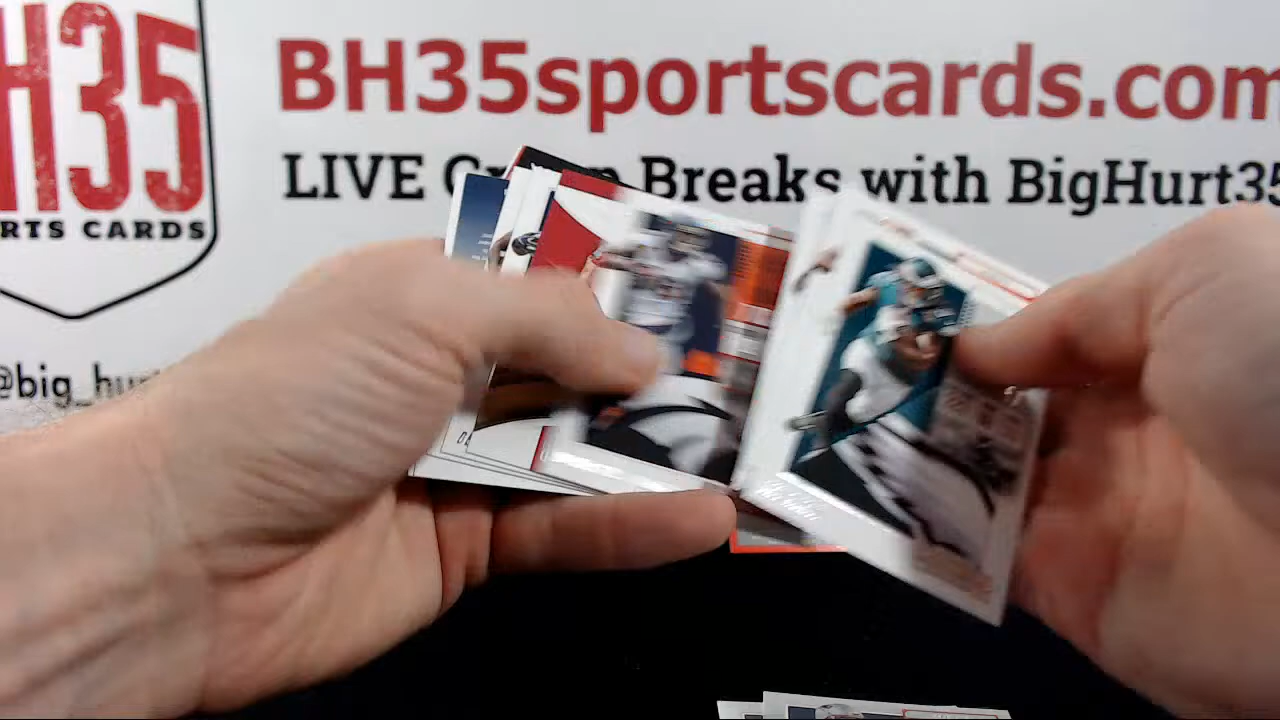 H35
RTS CARDS
BH35sportscards.com
LIVE Breaks with BigHurt35
@big_hu